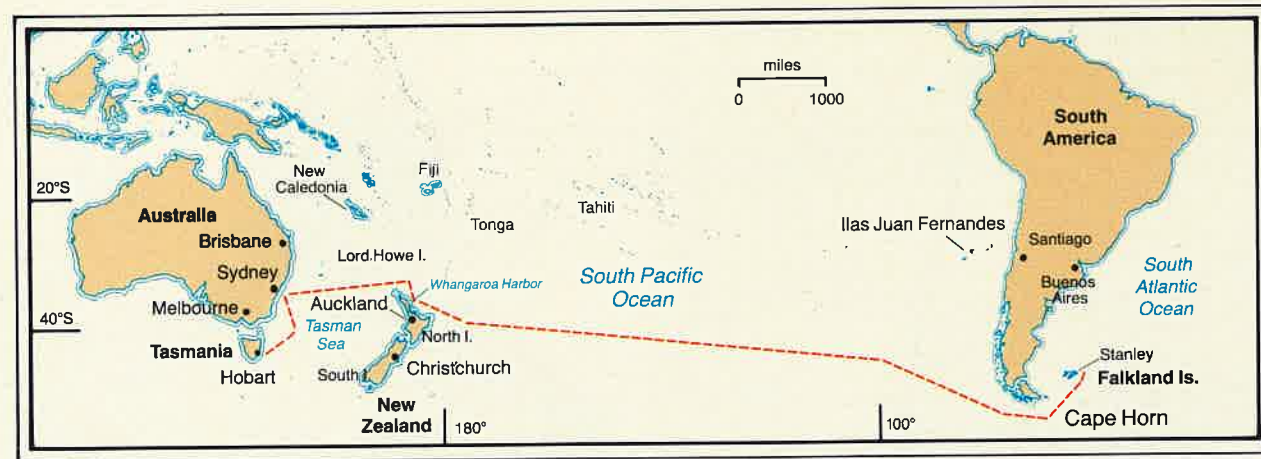 miles
0 1000
South
America
20°S
New
Caledonia
Fiji
Tahiti
Tonga
Australia
Brisbane
Lord Howe I.
Ilas Juan Fernandes
Santiago
Sydney
Whangaroa Harbor
South Pacific
Ocean
South
Atlantic
Ocean
Buenos
Aires
Melbourne
Auckland
40°S
Tasman
Sea
North I.
Tasmania
Hobart
South I.
Christchurch
Stanley
Falkland Is.
New
Zealand
180°
100°
Cape Horn